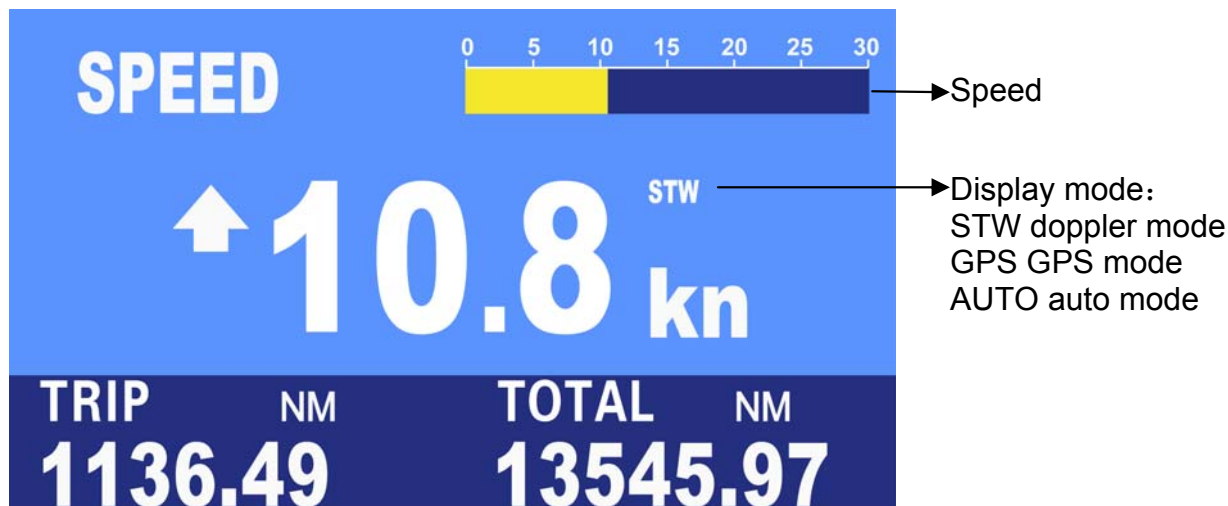 SPEED
0 5 10 15 20 25 30
Speed
10.8 kn
STW
Display mode：
STW doppler mode
GPS GPS mode
AUTO auto mode
TRIP NM
1136.49
TOTAL NM
13545.97